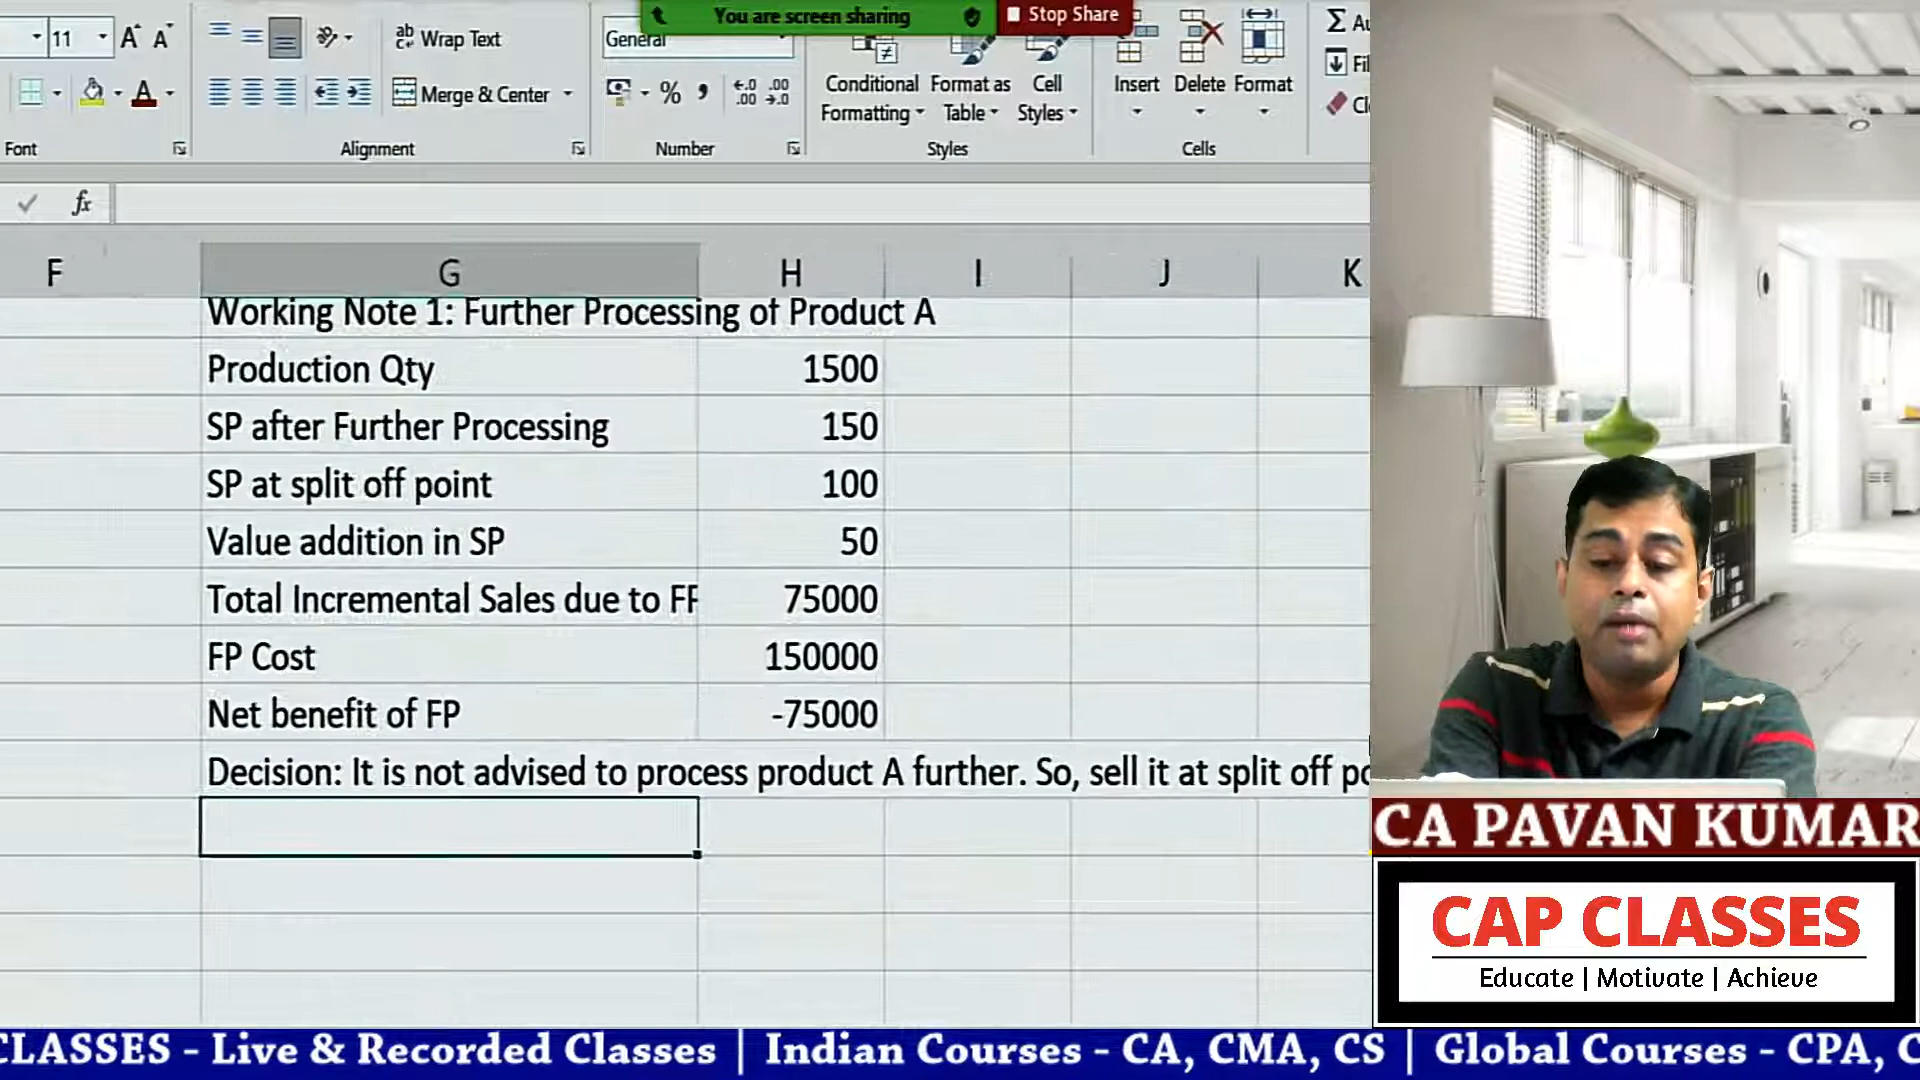 You are screen sharing
Stop Share
11
Wrap Text
General
Merge & Center
Conditional Formatting
Format as Table
Cell Styles
Insert
Delete
Format
Font
Alignment
Number
Styles
Cells
fx
F G H I J K
Working Note 1: Further Processing of Product A
Production Qty 1500
SP after Further Processing 150
SP at split off point 100
Value addition in SP 50
Total Incremental Sales due to FP 75000
FP Cost 150000
Net benefit of FP -75000
Decision: It is not advised to process product A further. So, sell it at split off
CA PAVAN KUMAR
CAP CLASSES
Educate | Motivate | Achieve
CLASSES - Live & Recorded Classes | Indian Courses - CA, CMA, CS | Global Courses - CPA,